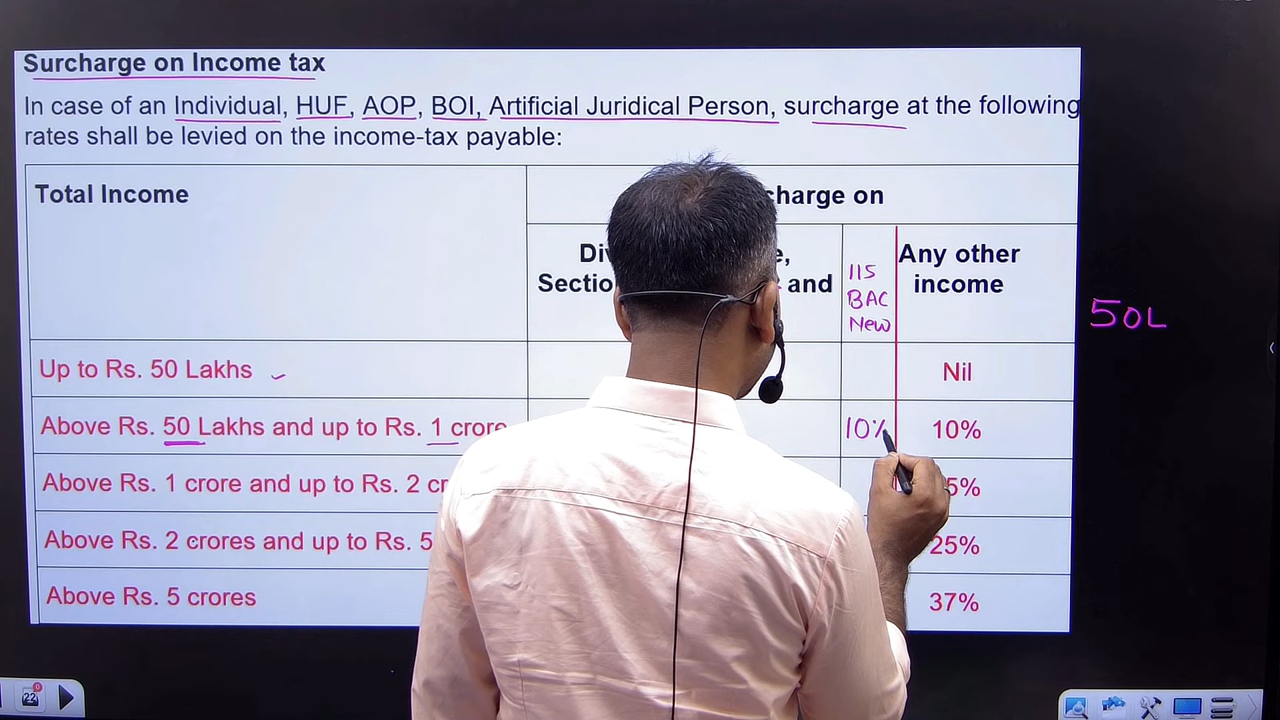 Surcharge on Income tax
In case of an Individual, HUF, AOP, BOI, Artificial Juridical Person, surcharge at the following
rates shall be levied on the income-tax payable:
Total Income
charge on
and
115
BAC
New
Any other
income
50L
Up to Rs. 50 Lakhs
Nil
Above Rs. 50 Lakhs and up to Rs. 1 crore
10%
10%
Above Rs. 1 crore and up to Rs. 2 cr
5%
Above Rs. 2 crores and up to Rs. 5
25%
Above Rs. 5 crores
37%
22